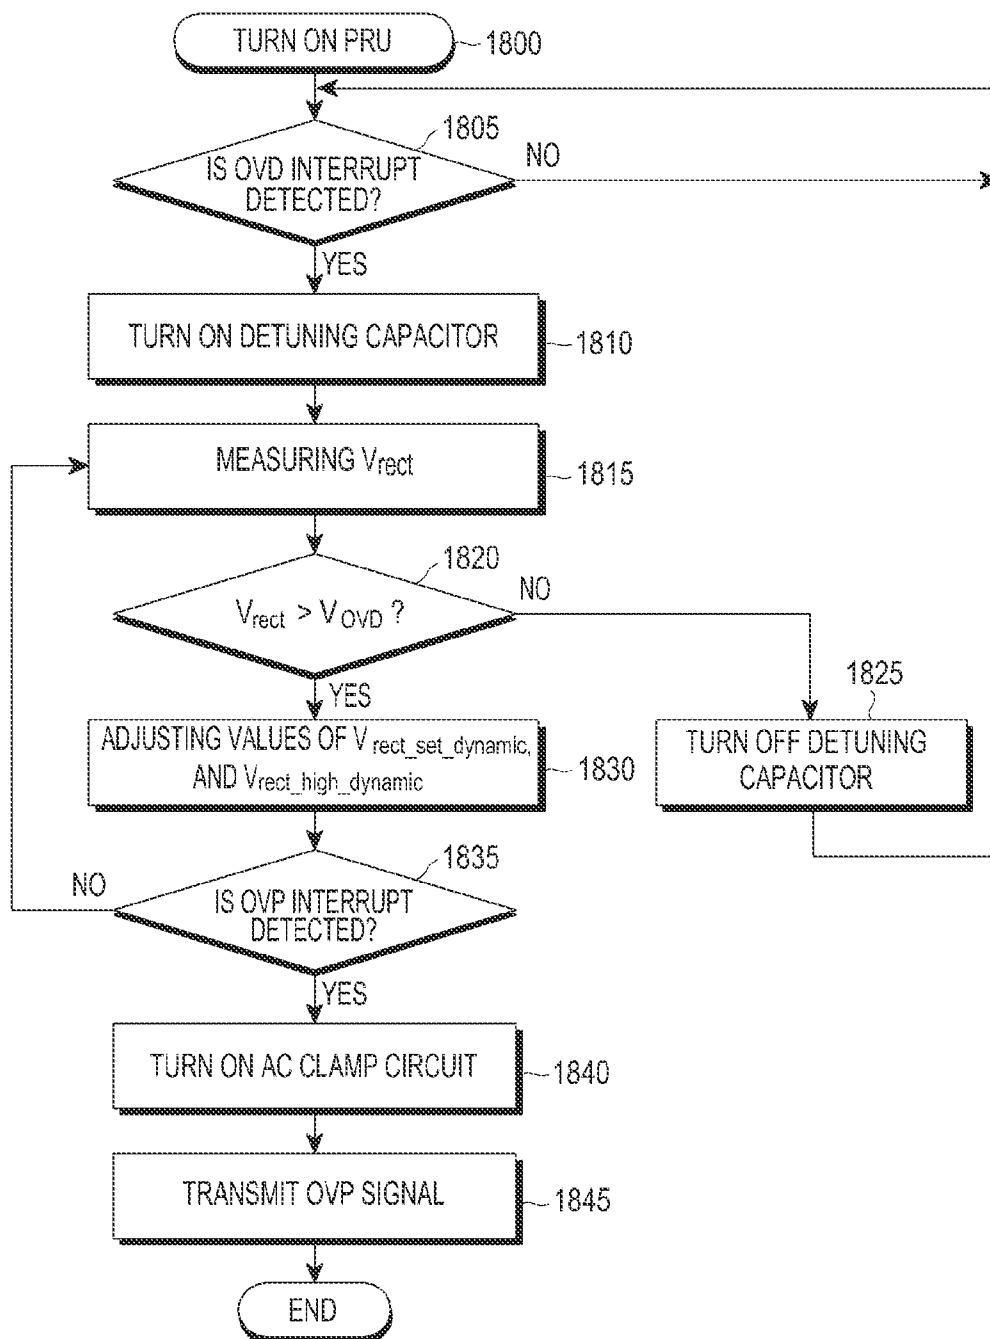 TURN ON PRU
1800
1805
IS OVD INTERRUPT
DETECTED?
NO
YES
TURN ON DETUNING CAPACITOR
1810
MEASURING Vrect
1815
1820
Vrect > VOVD ?
NO
YES
1825
TURN OFF DETUNING
CAPACITOR
ADJUSTING VALUES OF V rect_set_dynamic,
AND Vrect_high_dynamic
1830
1835
IS OVP INTERRUPT
DETECTED?
NO
YES
TURN ON AC CLAMP CIRCUIT
1840
TRANSMIT OVP SIGNAL
1845
END